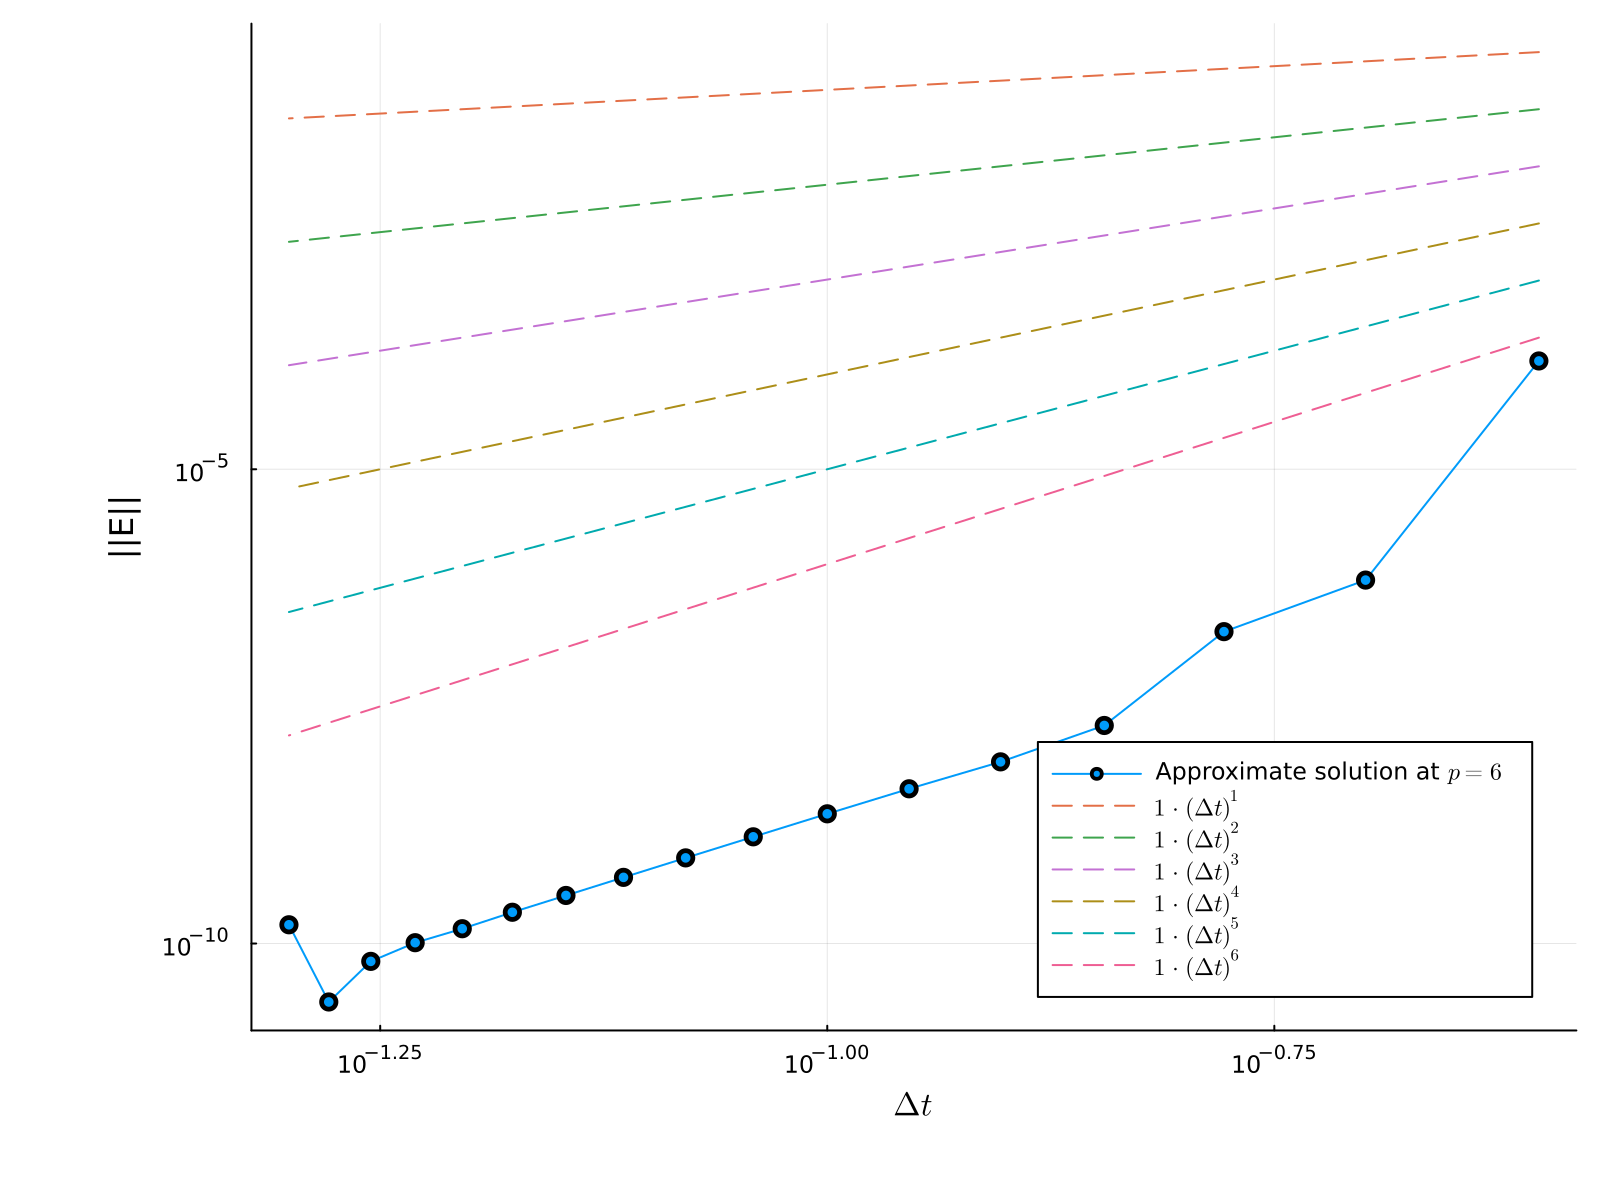 ||E||
10⁻⁵
10⁻¹⁰
Approximate solution at p = 6
1 · (Δt)¹
1 · (Δt)²
1 · (Δt)³
1 · (Δt)⁴
1 · (Δt)⁵
1 · (Δt)⁶
10⁻¹·²⁵
10⁻¹·⁰⁰
10⁻⁰·⁷⁵
Δt